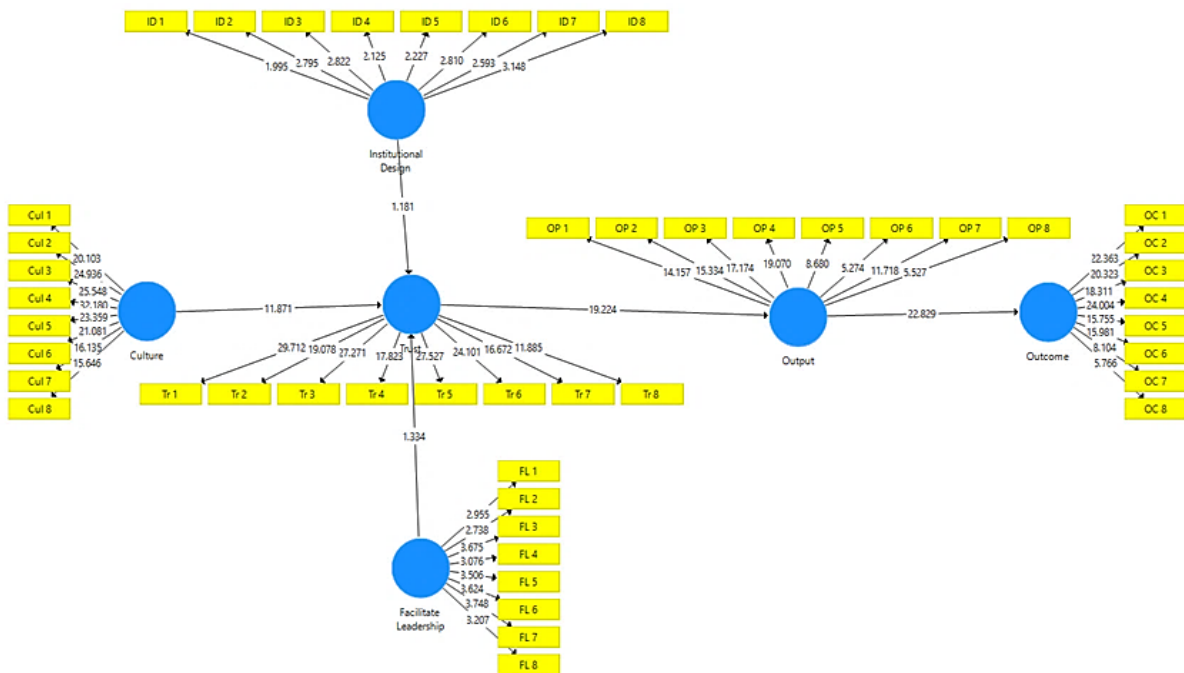 ID 1
ID 2
ID 3
ID 4
ID 5
ID 6
ID 7
ID 8
1.995
2.795
2.822
2.125
2.227
2.810
2.593
3.148
Institutional
Design
1.181
Cul 1
Cul 2
Cul 3
Cul 4
Cul 5
Cul 6
Cul 7
Cul 8
20.103
24.936
25.548
32.180
23.359
21.081
16.135
15.646
Culture
11.871
Trust
29.712
19.078
27.271
17.823
27.527
24.101
16.672
11.885
Tr 1
Tr 2
Tr 3
Tr 4
Tr 5
Tr 6
Tr 7
Tr 8
19.224
OP 1
OP 2
OP 3
OP 4
OP 5
OP 6
OP 7
OP 8
14.157
15.334
17.174
19.070
8.680
5.274
11.718
5.527
Output
22.829
OC 1
OC 2
OC 3
OC 4
OC 5
OC 6
OC 7
OC 8
22.363
20.323
18.311
24.004
15.755
15.981
8.104
5.766
Outcome
1.334
FL 1
FL 2
FL 3
FL 4
FL 5
FL 6
FL 7
FL 8
2.955
2.738
3.675
3.076
3.506
3.624
3.748
3.207
Facilitate
Leadership